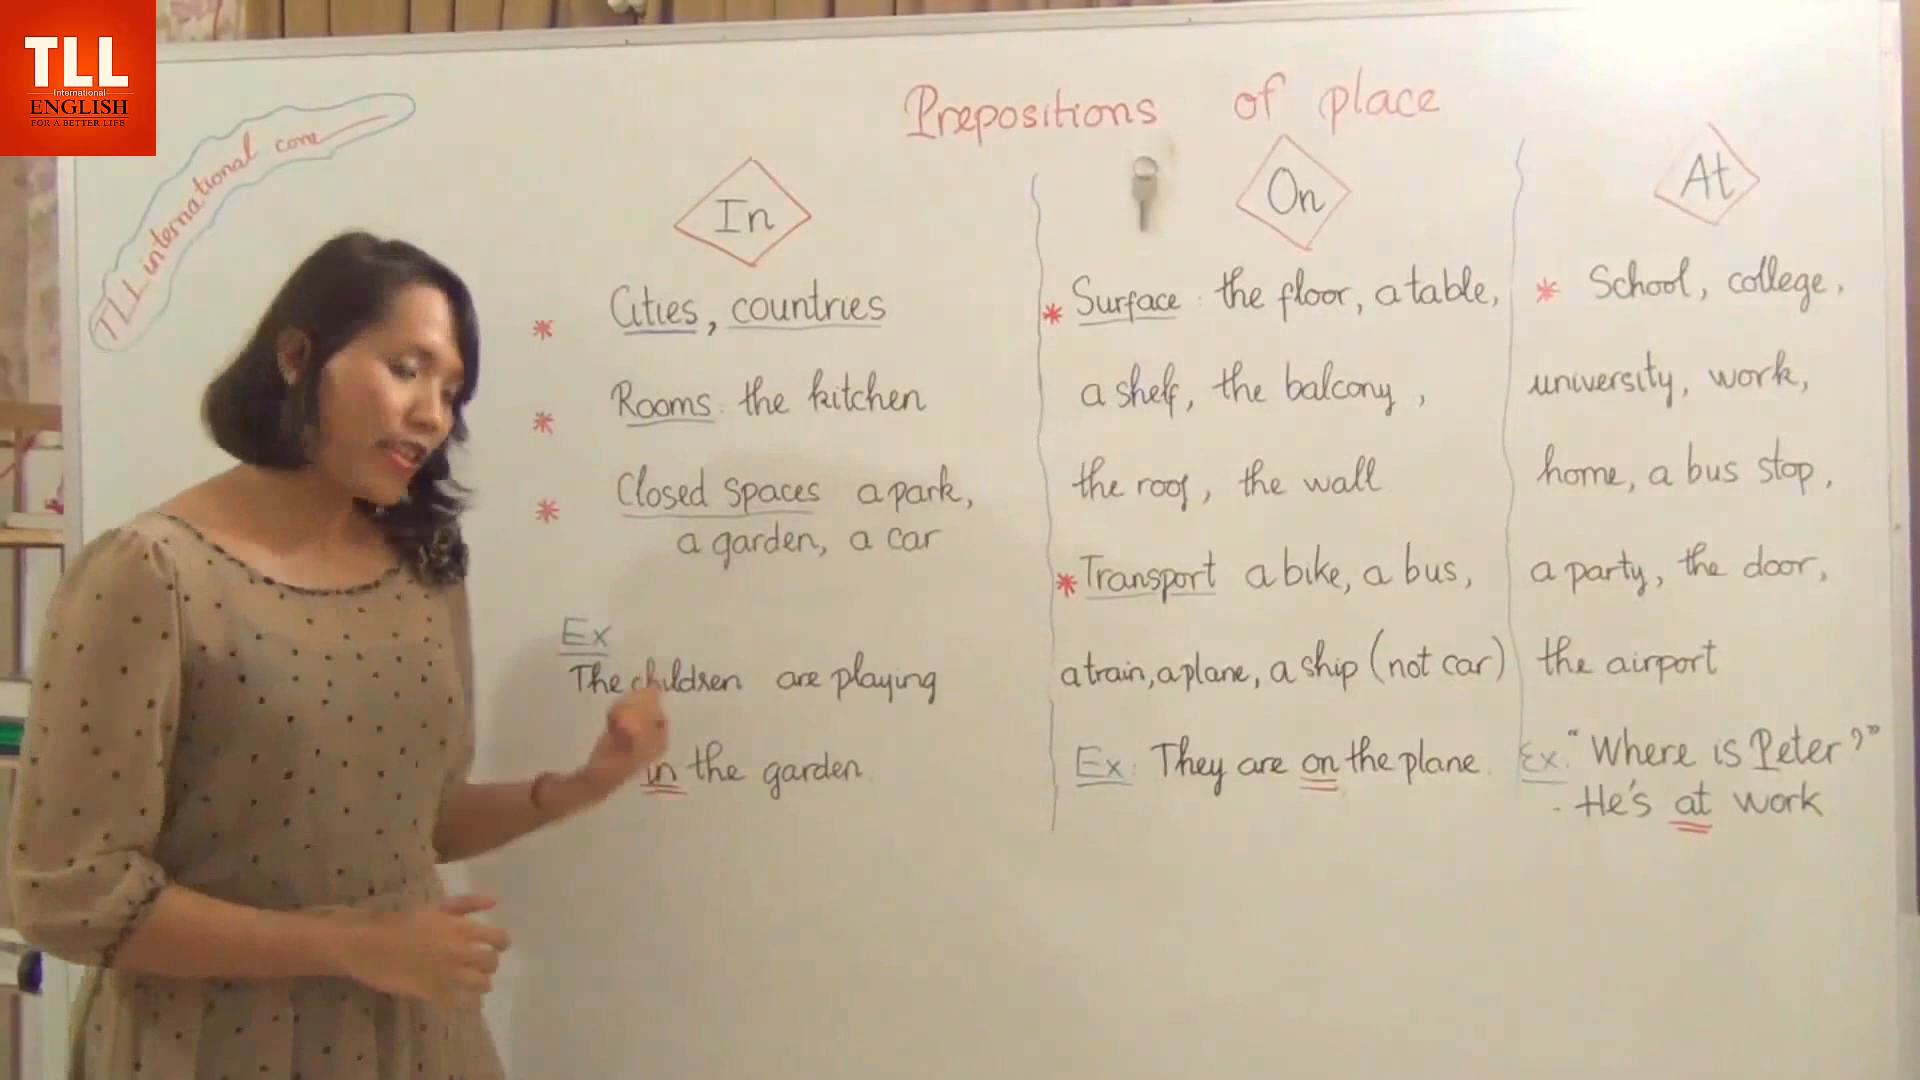 TLL
International
ENGLISH
FOR A BETTER LIFE
TLL international com
Prepositions of place
In
* Cities, countries
* Rooms: the kitchen
* Closed spaces a park,
a garden, a car
Ex
The children are playing
in the garden.
On
* Surface: the floor, a table,
a shelf, the balcony,
the roof, the wall
* Transport a bike, a bus,
a train, a plane, a ship (not car)
Ex: They are on the plane.
At
* School, college,
university, work,
home, a bus stop,
a party, the door,
the airport
Ex: "Where is Peter?"
- He's at work